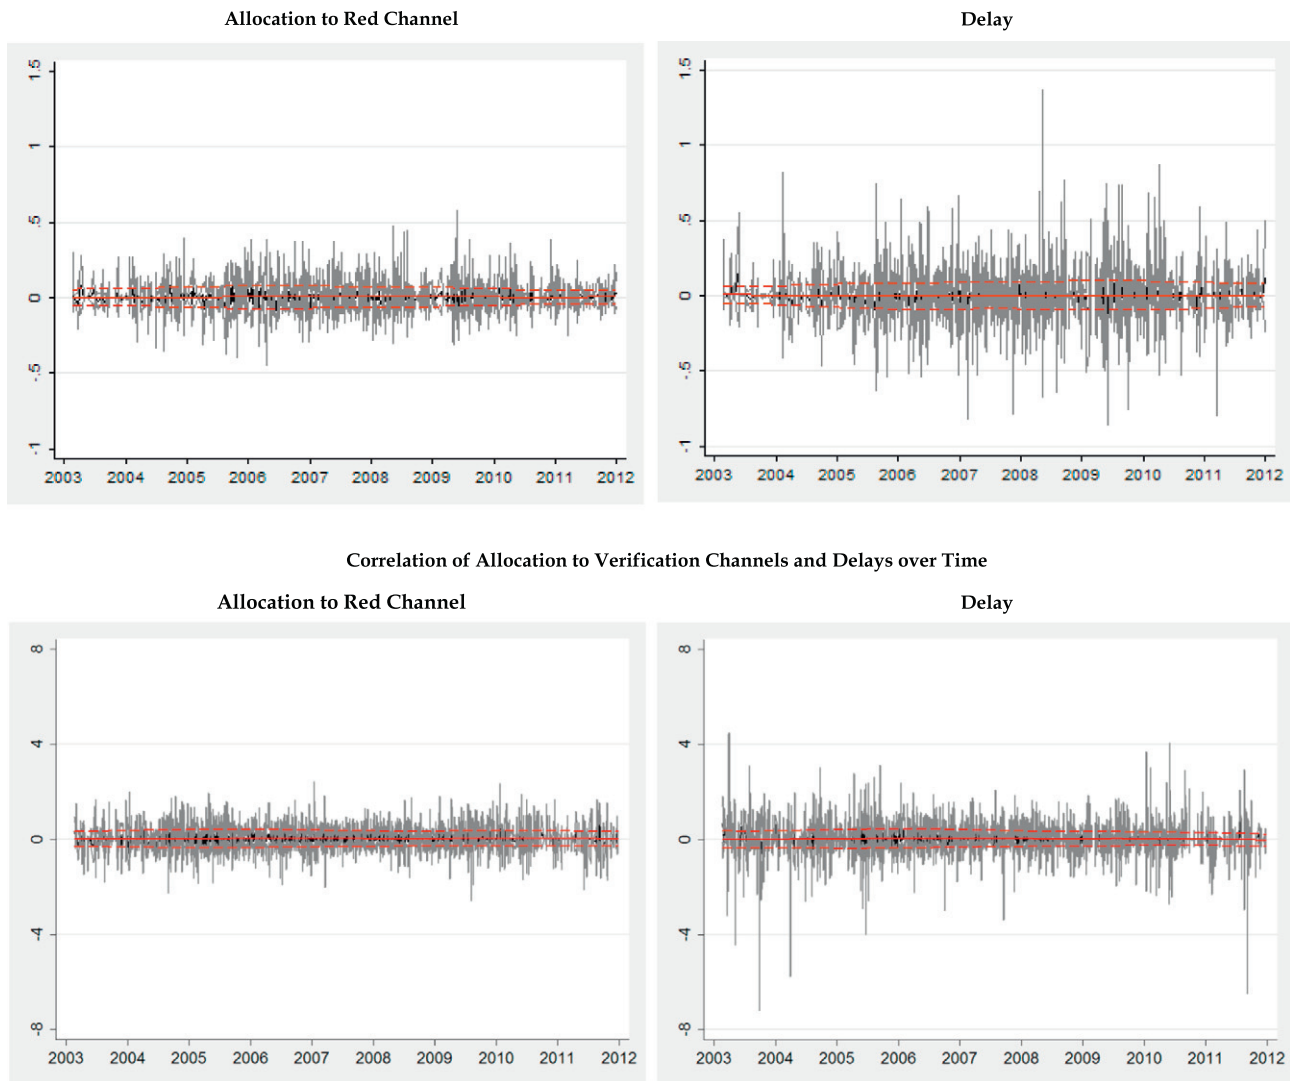 Allocation to Red Channel
Delay
1.5
1
.5
0
-.5
-1
2003 2004 2005 2006 2007 2008 2009 2010 2011 2012
1.5
1
.5
0
-.5
-1
2003 2004 2005 2006 2007 2008 2009 2010 2011 2012
Correlation of Allocation to Verification Channels and Delays over Time
Allocation to Red Channel
Delay
8
4
0
-4
-8
2003 2004 2005 2006 2007 2008 2009 2010 2011 2012
8
4
0
-4
-8
2003 2004 2005 2006 2007 2008 2009 2010 2011 2012